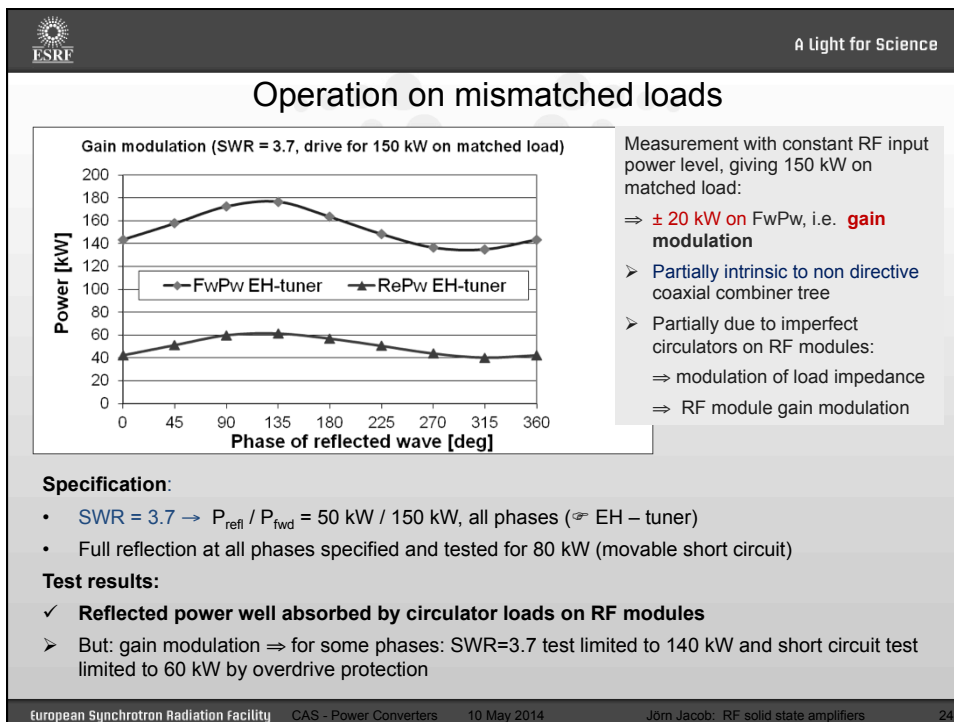 ESRF
A Light for Science
Operation on mismatched loads
Gain modulation (SWR = 3.7, drive for 150 kW on matched load)
Power [kW]
200
180
160
140
120
100
80
60
40
20
0
FwPw EH-tuner
RePw EH-tuner
0 45 90 135 180 225 270 315 360
Phase of reflected wave [deg]
Measurement with constant RF input
power level, giving 150 kW on
matched load:
⇒ ± 20 kW on FwPw, i.e. gain
modulation
➢ Partially intrinsic to non directive
coaxial combiner tree
➢ Partially due to imperfect
circulators on RF modules:
⇒ modulation of load impedance
⇒ RF module gain modulation
Specification:
• SWR = 3.7 → Prefl / Pfwd = 50 kW / 150 kW, all phases (☞ EH – tuner)
• Full reflection at all phases specified and tested for 80 kW (movable short circuit)
Test results:
✓ Reflected power well absorbed by circulator loads on RF modules
➢ But: gain modulation ⇒ for some phases: SWR=3.7 test limited to 140 kW and short circuit test
limited to 60 kW by overdrive protection
European Synchrotron Radiation Facility CAS - Power Converters 10 May 2014 Jörn Jacob: RF solid state amplifiers 24